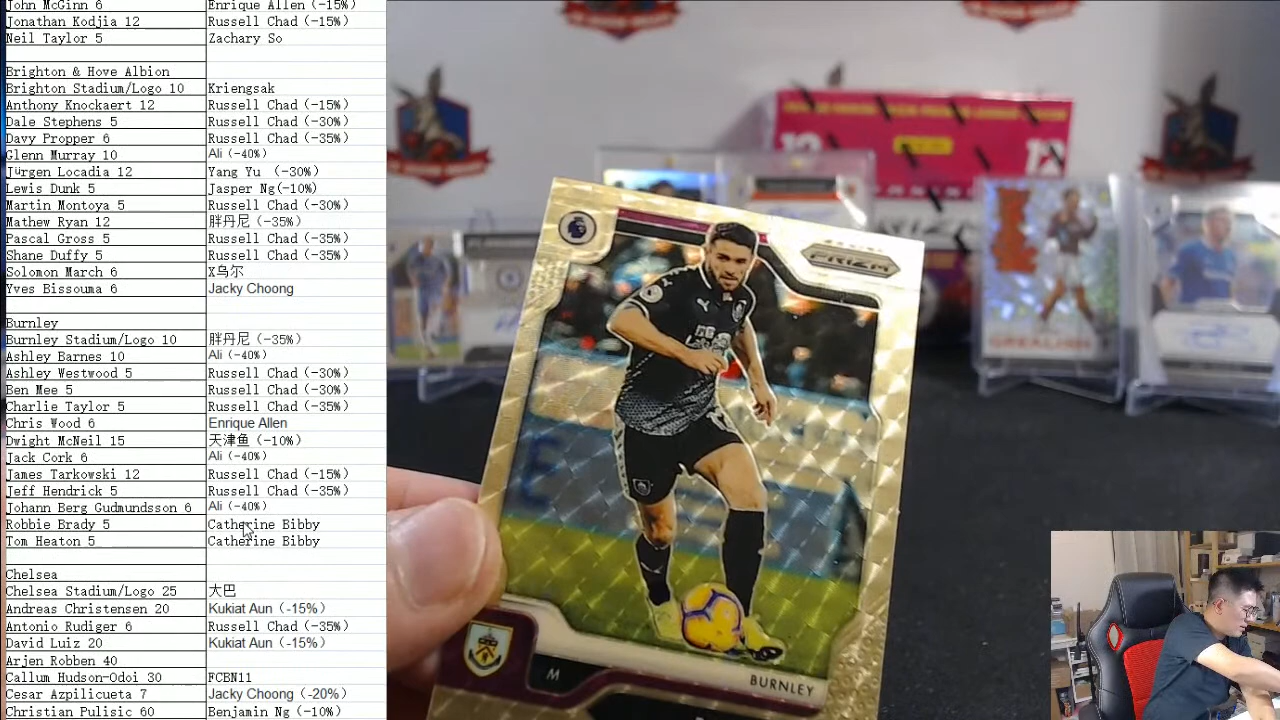 John McGinn 6 Enrique Allen (-15%)
Jonathan Kodjia 12 Russell Chad (-15%)
Neil Taylor 5 Zachary So
Brighton & Hove Albion
Brighton Stadium/Logo 10 Kriengsak
Anthony Knockaert 12 Russell Chad (-15%)
Dale Stephens 5 Russell Chad (-30%)
Davy Propper 6 Russell Chad (-35%)
Glenn Murray 10 Ali (-40%)
Jürgen Locadia 12 Yang Yu (-30%)
Lewis Dunk 5 Jasper Ng(-10%)
Martin Montoya 5 Russell Chad (-30%)
Mathew Ryan 12 胖丹尼 (-35%)
Pascal Gross 5 Russell Chad (-35%)
Shane Duffy 5 Russell Chad (-35%)
Solomon March 6 X乌尔
Yves Bissouma 6 Jacky Choong
Burnley
Burnley Stadium/Logo 10 胖丹尼 (-35%)
Ashley Barnes 10 Ali (-40%)
Ashley Westwood 5 Russell Chad (-30%)
Ben Mee 5 Russell Chad (-30%)
Charlie Taylor 5 Russell Chad (-35%)
Chris Wood 6 Enrique Allen
Dwight McNeil 15 天津鱼 (-10%)
Jack Cork 6 Ali (-40%)
James Tarkowski 12 Russell Chad (-15%)
Jeff Hendrick 5 Russell Chad (-35%)
Johann Berg Gudmundsson 6 Ali (-40%)
Robbie Brady 5 Catherine Bibby
Tom Heaton 5 Catherine Bibby
Chelsea
Chelsea Stadium/Logo 25 大巴
Andreas Christensen 20 Kukiat Aun (-15%)
Antonio Rudiger 6 Russell Chad (-35%)
David Luiz 20 Kukiat Aun (-15%)
Arjen Robben 40
Callum Hudson-Odoi 30 FCBN11
Cesar Azpilicueta 7 Jacky Choong (-20%)
Christian Pulisic 60 Benjamin Ng (-10%)
PRIZM
M
BURNLEY
GREALISH